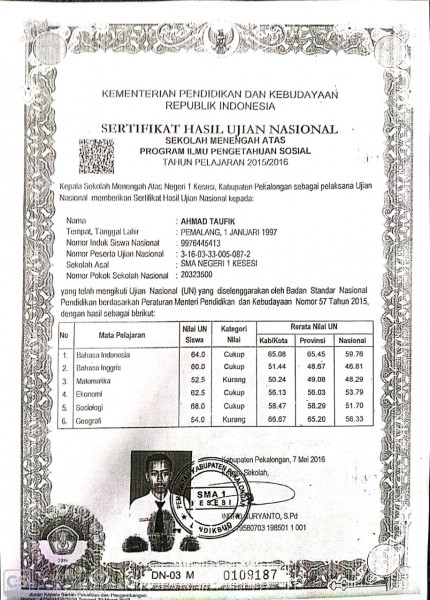 KEMENTERIAN PENDIDIKAN DAN KEBUDAYAAN
REPUBLIK INDONESIA
SERTIFIKAT HASIL UJIAN NASIONAL
SEKOLAH MENENGAH ATAS
PROGRAM ILMU PENGETAHUAN SOSIAL
TAHUN PELAJARAN 2015/2016
Kepala Sekolah Menengah Atas Negeri 1 Kesesi, Kabupaten Pekalongan sebagai pelaksana Ujian
Nasional memberikan Sertifikat Hasil Ujian Nasional kepada:
Nama : AHMAD TAUFIK
Tempat, Tanggal Lahir : PEMALANG, 1 JANUARI 1997
Nomor Induk Siswa Nasional : 9976445413
Nomor Peserta Ujian Nasional : 3-16-03-33-005-087-2
Sekolah Asal : SMA NEGERI 1 KESESI
Nomor Pokok Sekolah Nasional : 20323500
yang telah mengikuti Ujian Nasional (UN) yang diselenggarakan oleh Badan Standar Nasional
Pendidikan berdasarkan Peraturan Menteri Pendidikan dan Kebudayaan Nomor 57 Tahun 2015,
dengan hasil sebagai berikut:
No Mata Pelajaran Nilai UN Siswa Kategori Nilai Rerata Nilai UN
Kab/Kota Provinsi Nasional
1. Bahasa Indonesia 64.0 Cukup 65.08 65.45 59.76
2. Bahasa Inggris 60.0 Cukup 51.44 48.67 46.81
3. Matematika 52.5 Kurang 50.24 49.08 48.29
4. Ekonomi 62.5 Cukup 56.13 56.03 53.79
5. Sosiologi 68.0 Cukup 58.47 58.29 51.70
6. Geografi 54.0 Kurang 66.67 65.20 56.33
Kabupaten Pekalongan, 7 Mei 2016
Sekolah,
PEMERINTAH KABUPATEN PEKALONGAN
SMA 1
KESESI
DINDIKBUD
SURYANTO, S.Pd
19580703 198501 1 001
DN-03 M 0109187